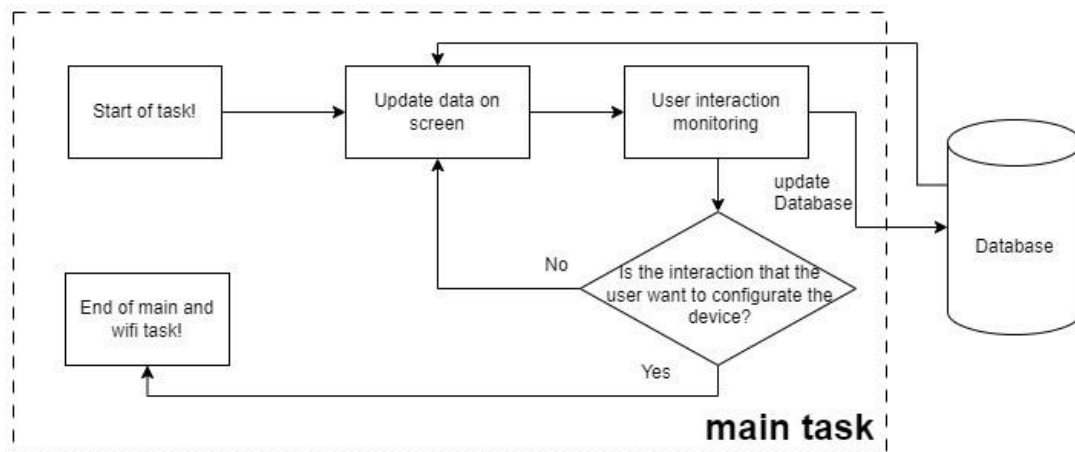 Start of task!
Update data on
screen
User interaction
monitoring
update
Database
Database
No
Is the interaction that the
user want to configurate the
device?
End of main and
wifi task!
Yes
main task